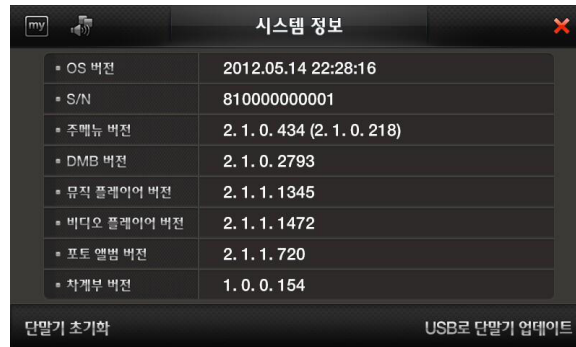 my 시스템 정보
OS 버전 2012.05.14 22:28:16
S/N 810000000001
주메뉴 버전 2. 1. 0. 434 (2. 1. 0. 218)
DMB 버전 2. 1. 0. 2793
뮤직 플레이어 버전 2. 1. 1. 1345
비디오 플레이어 버전 2. 1. 1. 1472
포토 앨범 버전 2. 1. 1. 720
차계부 버전 1. 0. 0. 154
단말기 초기화 USB로 단말기 업데이트